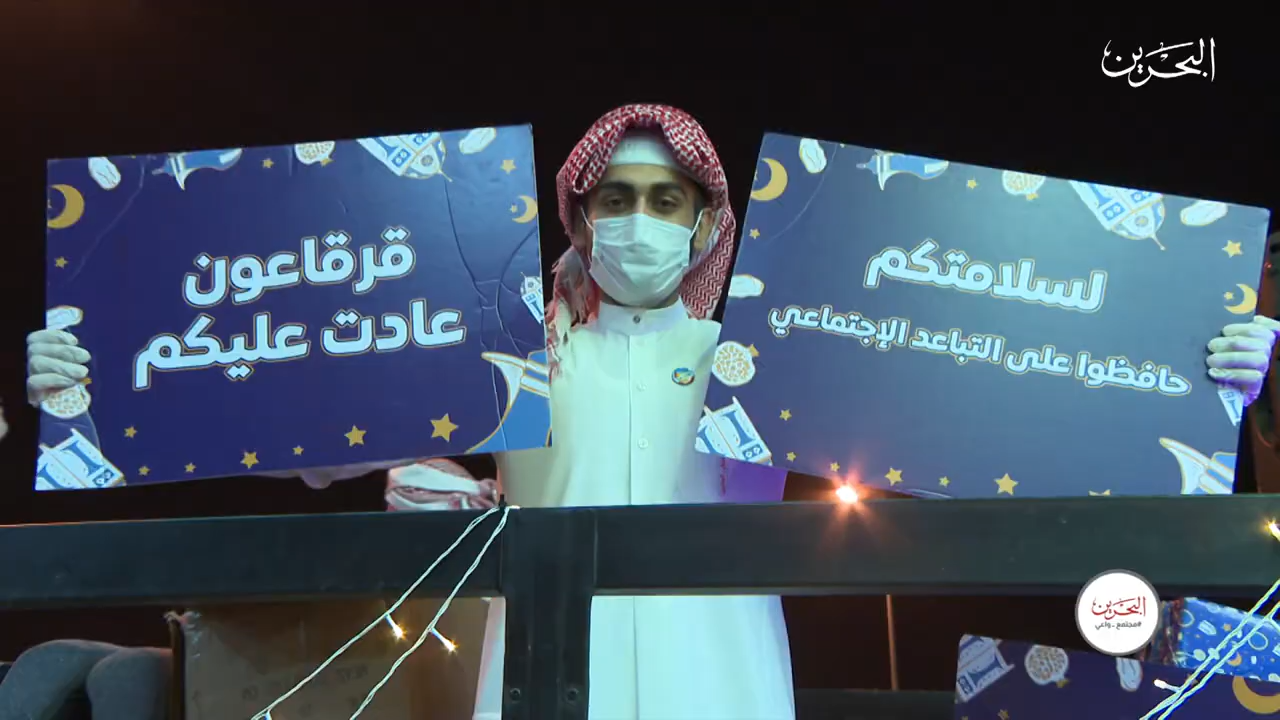 البحرين
قرقاعون
عادت عليكم
لسلامتكم
حافظوا على التباعد الإجتماعي
البحرين
#مجتمع_واعي